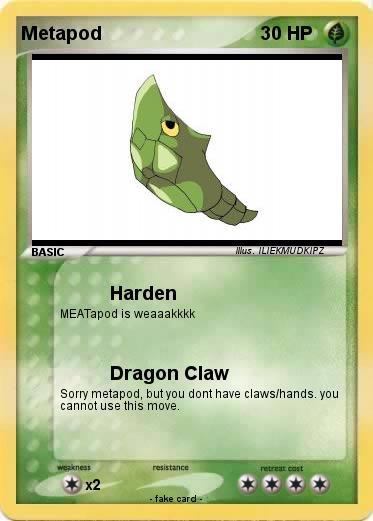 Metapod 30 HP
BASIC Illus. ILIEKMUDKIPZ
Harden
MEATapod is weaaakkkk
Dragon Claw
Sorry metapod, but you dont have claws/hands. you
cannot use this move.
weakness resistance retreat cost
x2
- fake card -